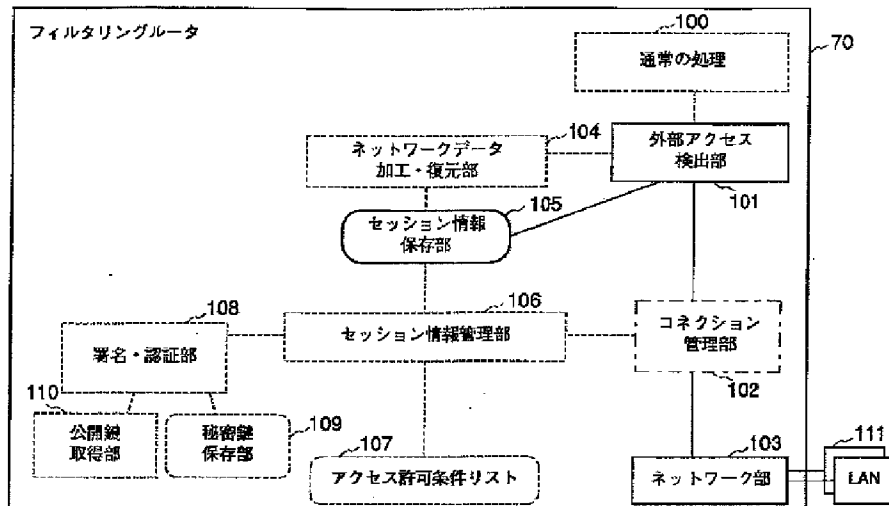 フィルタリングルータ
100
70
通常の処理
104
ネットワークデータ
加工・復元部
外部アクセス
検出部
101
105
セッション情報
保存部
108
106
署名・認証部
セッション情報管理部
コネクション
管理部
102
110
公開鍵
取得部
秘密鍵
保存部
109
107
アクセス許可条件リスト
103
ネットワーク部
111
LAN